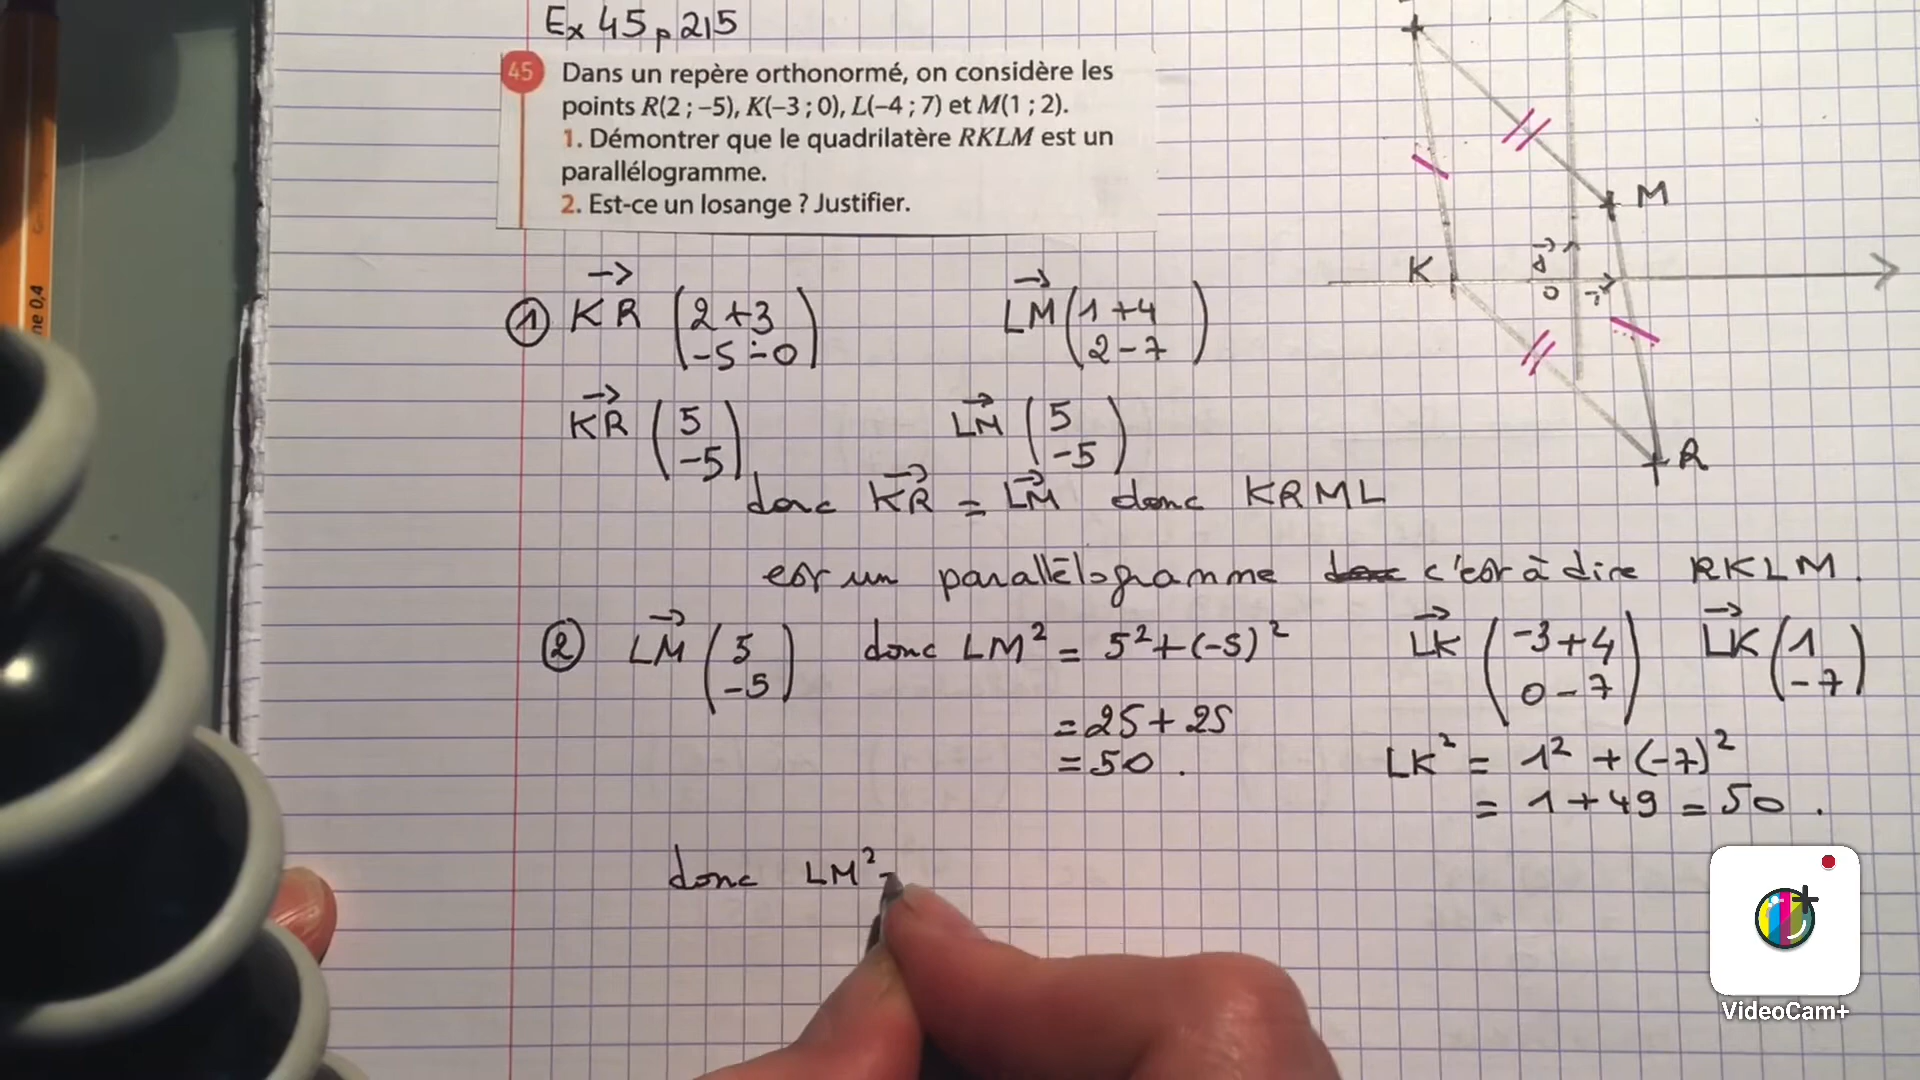 Ex 45 p 215
45 Dans un repère orthonormé, on considère les
points R(2 ; –5), K(–3 ; 0), L(–4 ; 7) et M(1 ; 2).
1. Démontrer que le quadrilatère RKLM est un
parallélogramme.
2. Est-ce un losange ? Justifier.
M
K
O
R
① KR→ (2+3 ; -5-0) LM→ (1+4 ; 2-7)
KR→ (5 ; -5) LM→ (5 ; -5)
donc KR→ = LM→ donc KRML
est un parallèlogramme c'est à dire RKLM.
② LM→ (5 ; -5) donc LM² = 5²+(-5)² LK→ (-3+4 ; 0-7) LK→ (1 ; -7)
= 25 + 25
= 50 .
LK² = 1² + (-7)²
= 1 + 49 = 50 .
donc LM²
ne 0,4
VideoCam+